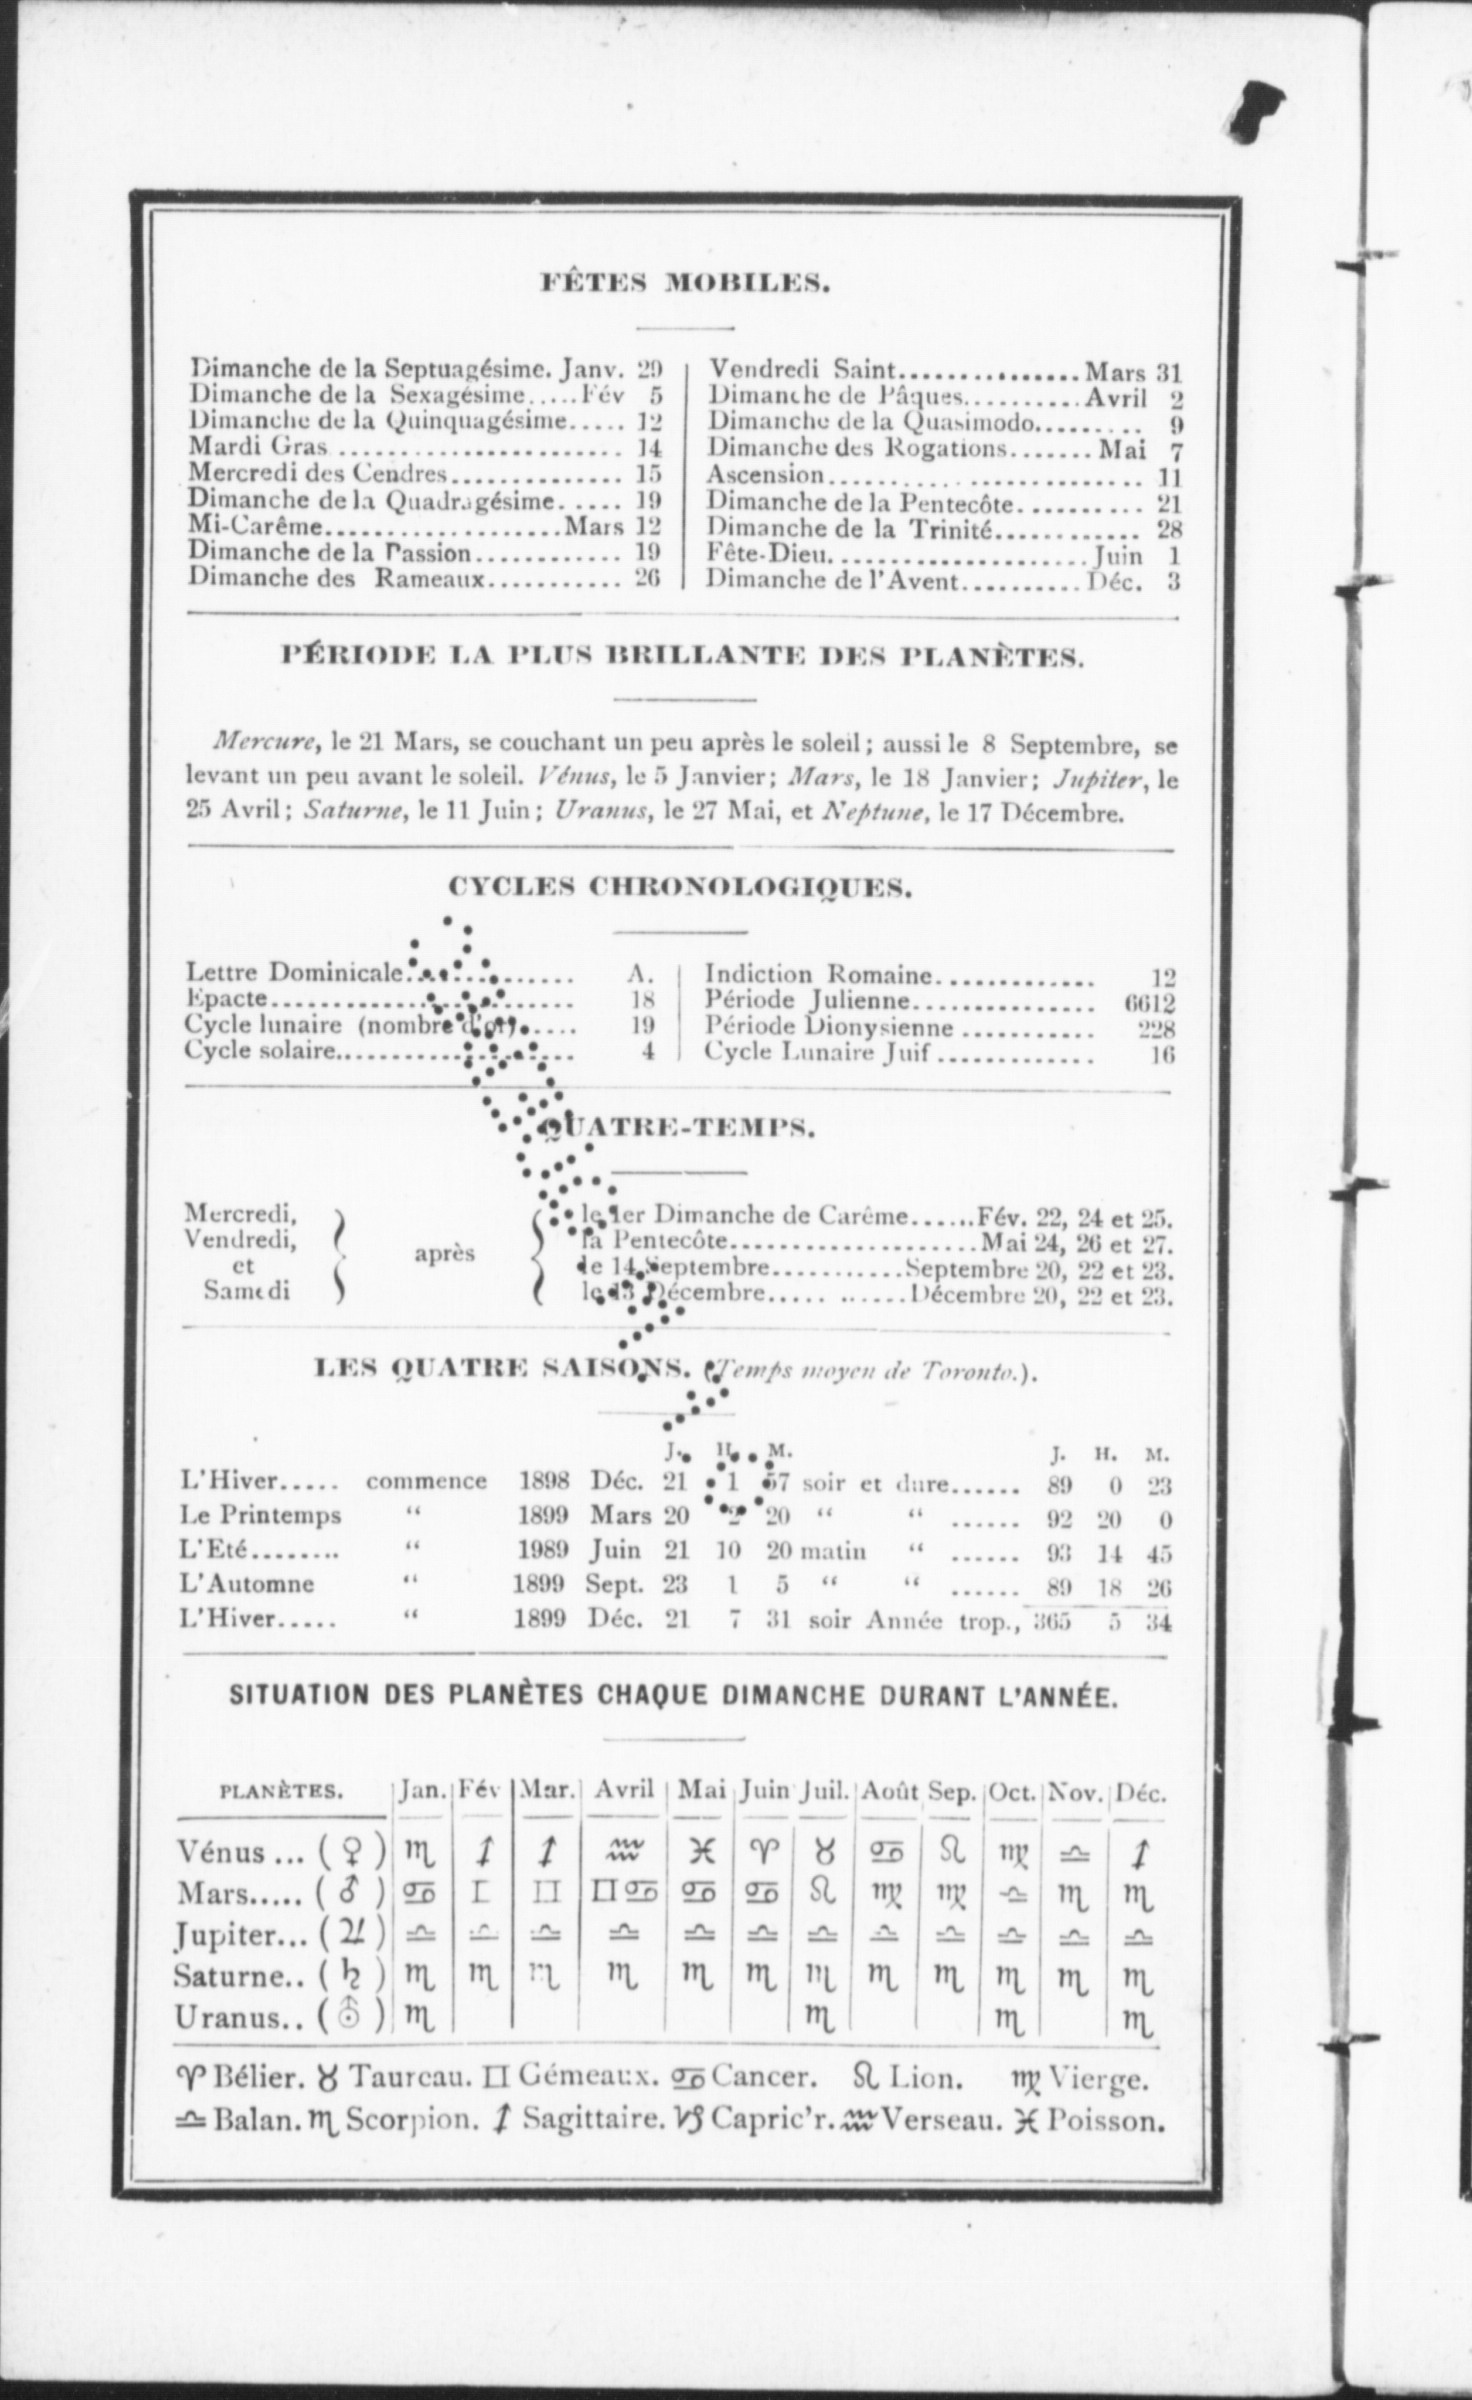 FÊTES MOBILES.
Dimanche de la Septuagésime. Janv. 29
Dimanche de la Sexagésime.....Fév 5
Dimanche de la Quinquagésime..... 12
Mardi Gras ....................... 14
Mercredi des Cendres.............. 15
Dimanche de la Quadragésime...... 19
Mi-Carême...................Mars 12
Dimanche de la Passion............ 19
Dimanche des Rameaux........... 26
Vendredi Saint...............Mars 31
Dimanche de Pâques..........Avril 2
Dimanche de la Quasimodo......... 9
Dimanche des Rogations.......Mai 7
Ascension......................... 11
Dimanche de la Pentecôte.......... 21
Dimanche de la Trinité............ 28
Fête-Dieu.....................Juin 1
Dimanche de l'Avent..........Déc. 3
PÉRIODE LA PLUS BRILLANTE DES PLANÈTES.
Mercure, le 21 Mars, se couchant un peu après le soleil; aussi le 8 Septembre, se
levant un peu avant le soleil. Vénus, le 5 Janvier; Mars, le 18 Janvier; Jupiter, le
25 Avril; Saturne, le 11 Juin; Uranus, le 27 Mai, et Neptune, le 17 Décembre.
CYCLES CHRONOLOGIQUES.
Lettre Dominicale.............. A.
Epacte......................... 18
Cycle lunaire (nombre d'or)..... 19
Cycle solaire................... 4
Indiction Romaine............. 12
Période Julienne............... 6612
Période Dionysienne ........... 228
Cycle Lunaire Juif ............. 16
QUATRE-TEMPS.
Mercredi,
Vendredi,
et
Samedi
après
le 1er Dimanche de Carême......Fév. 22, 24 et 25.
la Pentecôte....................Mai 24, 26 et 27.
le 14 Septembre...........Septembre 20, 22 et 23.
le 13 Décembre..... ......Décembre 20, 22 et 23.
LES QUATRE SAISONS. (Temps moyen de Toronto.).
J. H. M. J. H. M.
L'Hiver..... commence 1898 Déc. 21 1 57 soir et dure...... 89 0 23
Le Printemps “ 1899 Mars 20 2 20 “ “ ...... 92 20 0
L'Eté........ “ 1989 Juin 21 10 20 matin “ ...... 93 14 45
L'Automne “ 1899 Sept. 23 1 5 “ “ ...... 89 18 26
L'Hiver..... “ 1899 Déc. 21 7 31 soir Année trop., 365 5 34
SITUATION DES PLANÈTES CHAQUE DIMANCHE DURANT L'ANNÉE.
PLANÈTES. Jan. Fév Mar. Avril Mai Juin Juil. Août Sep. Oct. Nov. Déc.
Vénus ... (♀) ♏ ♐ ♐ ♒ ♓ ♈ ♉ ♋ ♌ ♍ ♎ ♐
Mars..... (♂) ♋ ♊ ♊ ♊♋ ♋ ♋ ♌ ♍ ♍ ♎ ♏ ♏
Jupiter... (♃) ♎ ♎ ♎ ♎ ♎ ♎ ♎ ♎ ♎ ♎ ♎ ♎
Saturne.. (♄) ♏ ♏ ♏ ♏ ♏ ♏ ♏ ♏ ♏ ♏ ♏ ♏
Uranus.. (⛢) ♏ ♏ ♏ ♏
♈ Bélier. ♉ Taureau. ♊ Gémeaux. ♋ Cancer. ♌ Lion. ♍ Vierge.
♎ Balan. ♏ Scorpion. ♐ Sagittaire. ♑ Capric'r. ♒ Verseau. ♓ Poisson.